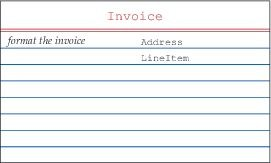 Invoice
format the invoice Address
LineItem